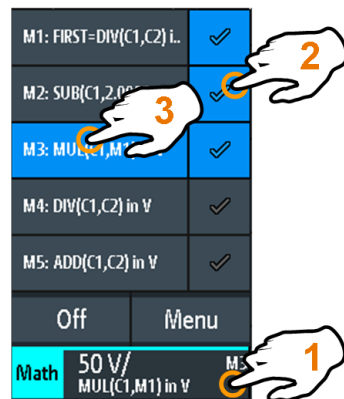 M1: FIRST=DIV(C1,C2) i..
2
M2: SUB(C1,2.0
3
M3: MUL(C1,M1) V
M4: DIV(C1,C2) in V
M5: ADD(C1,C2) in V
Off Menu
Math 50 V/ M3
MUL(C1,M1) in V
1